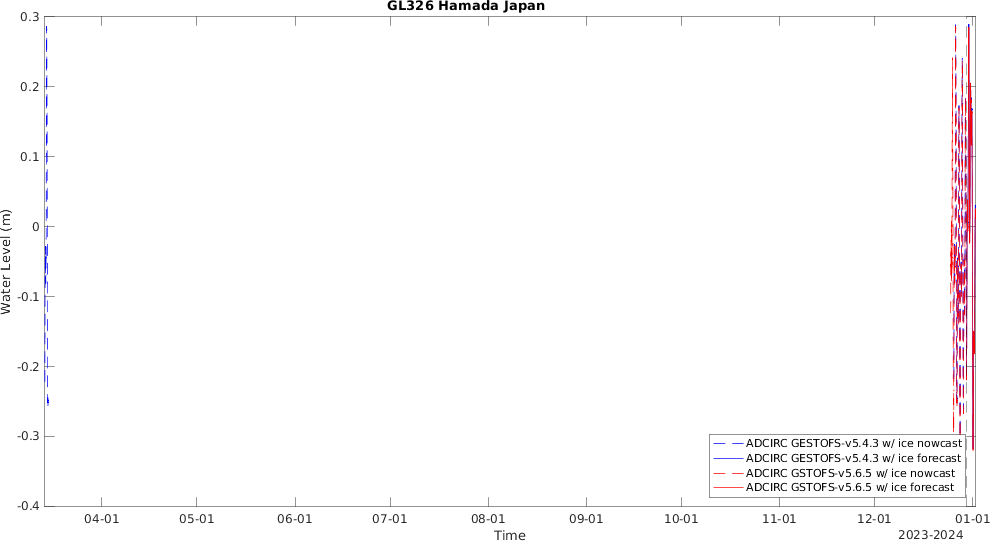 GL326 Hamada Japan
0.3
0.2
0.1
0
-0.1
-0.2
-0.3
-0.4
Water Level (m)
ADCIRC GESTOFS-v5.4.3 w/ ice nowcast
ADCIRC GESTOFS-v5.4.3 w/ ice forecast
ADCIRC GSTOFS-v5.6.5 w/ ice nowcast
ADCIRC GSTOFS-v5.6.5 w/ ice forecast
04-01 05-01 06-01 07-01 08-01 09-01 10-01 11-01 12-01 01-01
Time
2023-2024